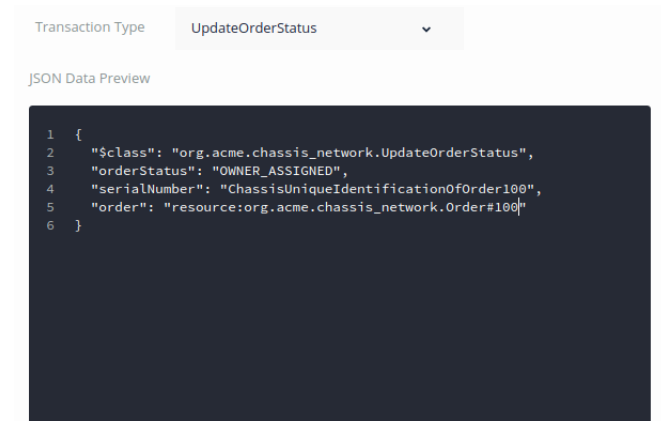 Transaction Type UpdateOrderStatus
JSON Data Preview
1 {
2 "$class": "org.acme.chassis_network.UpdateOrderStatus",
3 "orderStatus": "OWNER_ASSIGNED",
4 "serialNumber": "ChassisUniqueIdentificationOfOrder100",
5 "order": "resource:org.acme.chassis_network.Order#100"
6 }